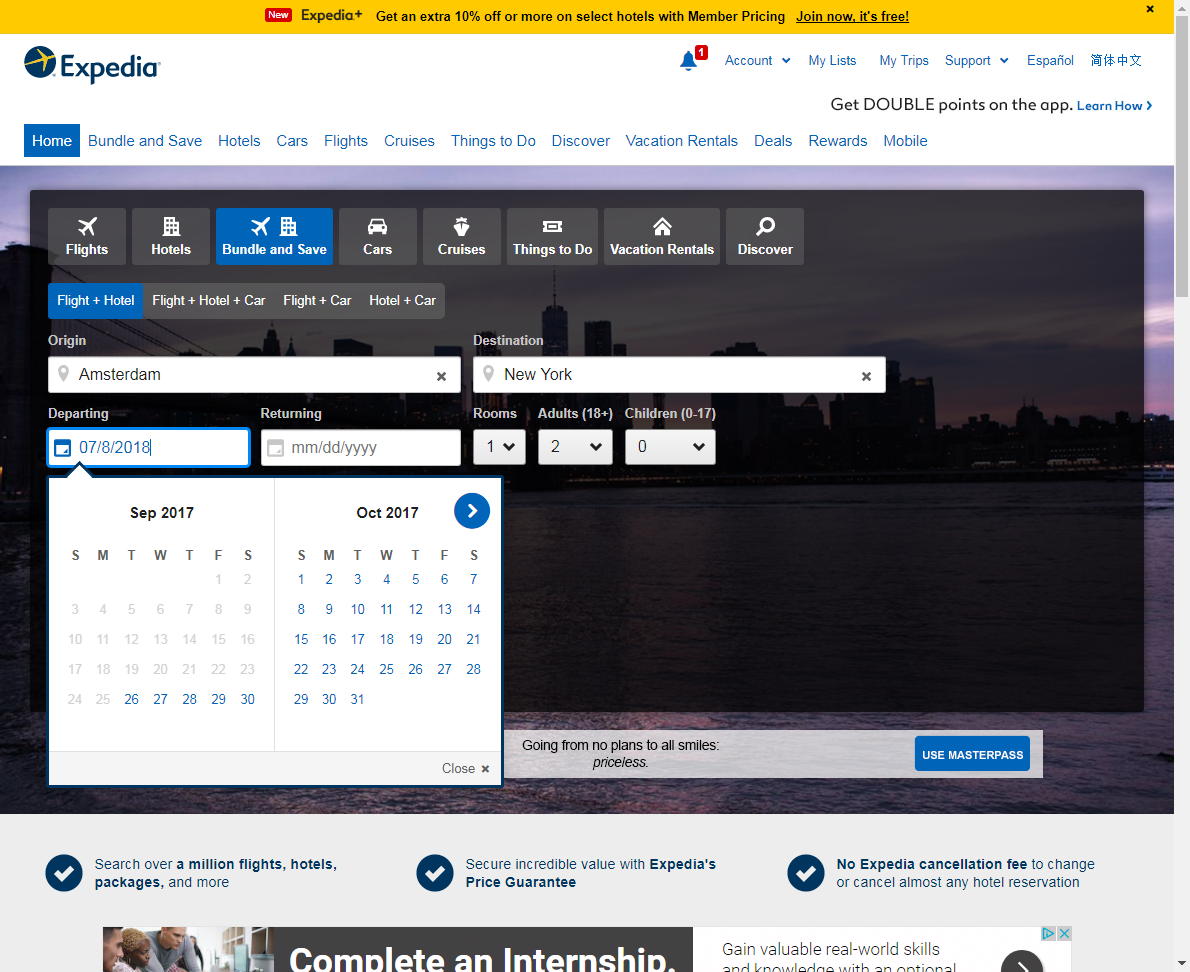 New Expedia+ Get an extra 10% off or more on select hotels with Member Pricing Join now, it's free!
Expedia
1 Account My Lists My Trips Support Español 简体中文
Get DOUBLE points on the app. Learn How
Home Bundle and Save Hotels Cars Flights Cruises Things to Do Discover Vacation Rentals Deals Rewards Mobile
Flights Hotels Bundle and Save Cars Cruises Things to Do Vacation Rentals Discover
Flight + Hotel Flight + Hotel + Car Flight + Car Hotel + Car
Origin Destination
Amsterdam New York
Departing Returning Rooms Adults (18+) Children (0-17)
07/8/2018 mm/dd/yyyy 1 2 0
Sep 2017 Oct 2017
S M T W T F S S M T W T F S
1 2 1 2 3 4 5 6 7
3 4 5 6 7 8 9 8 9 10 11 12 13 14
10 11 12 13 14 15 16 15 16 17 18 19 20 21
17 18 19 20 21 22 23 22 23 24 25 26 27 28
24 25 26 27 28 29 30 29 30 31
Close
Going from no plans to all smiles:
priceless.
USE MASTERPASS
Search over a million flights, hotels,
packages, and more
Secure incredible value with Expedia's
Price Guarantee
No Expedia cancellation fee to change
or cancel almost any hotel reservation
Complete an Internship.
Gain valuable real-world skills
and knowledge with an optional